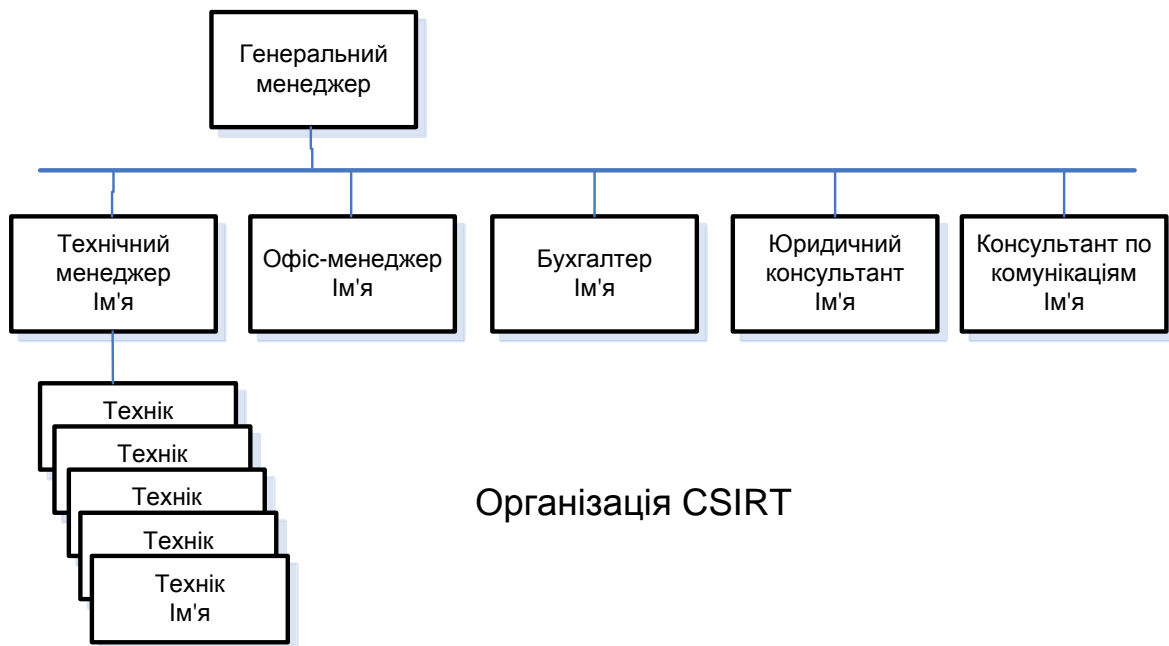 Генеральний
менеджер
Технічний
менеджер
Ім'я
Офіс-менеджер
Ім'я
Бухгалтер
Ім'я
Юридичний
консультант
Ім'я
Консультант по
комунікаціям
Ім'я
Технік
Технік
Технік
Технік
Технік
Ім'я
Організація CSIRT